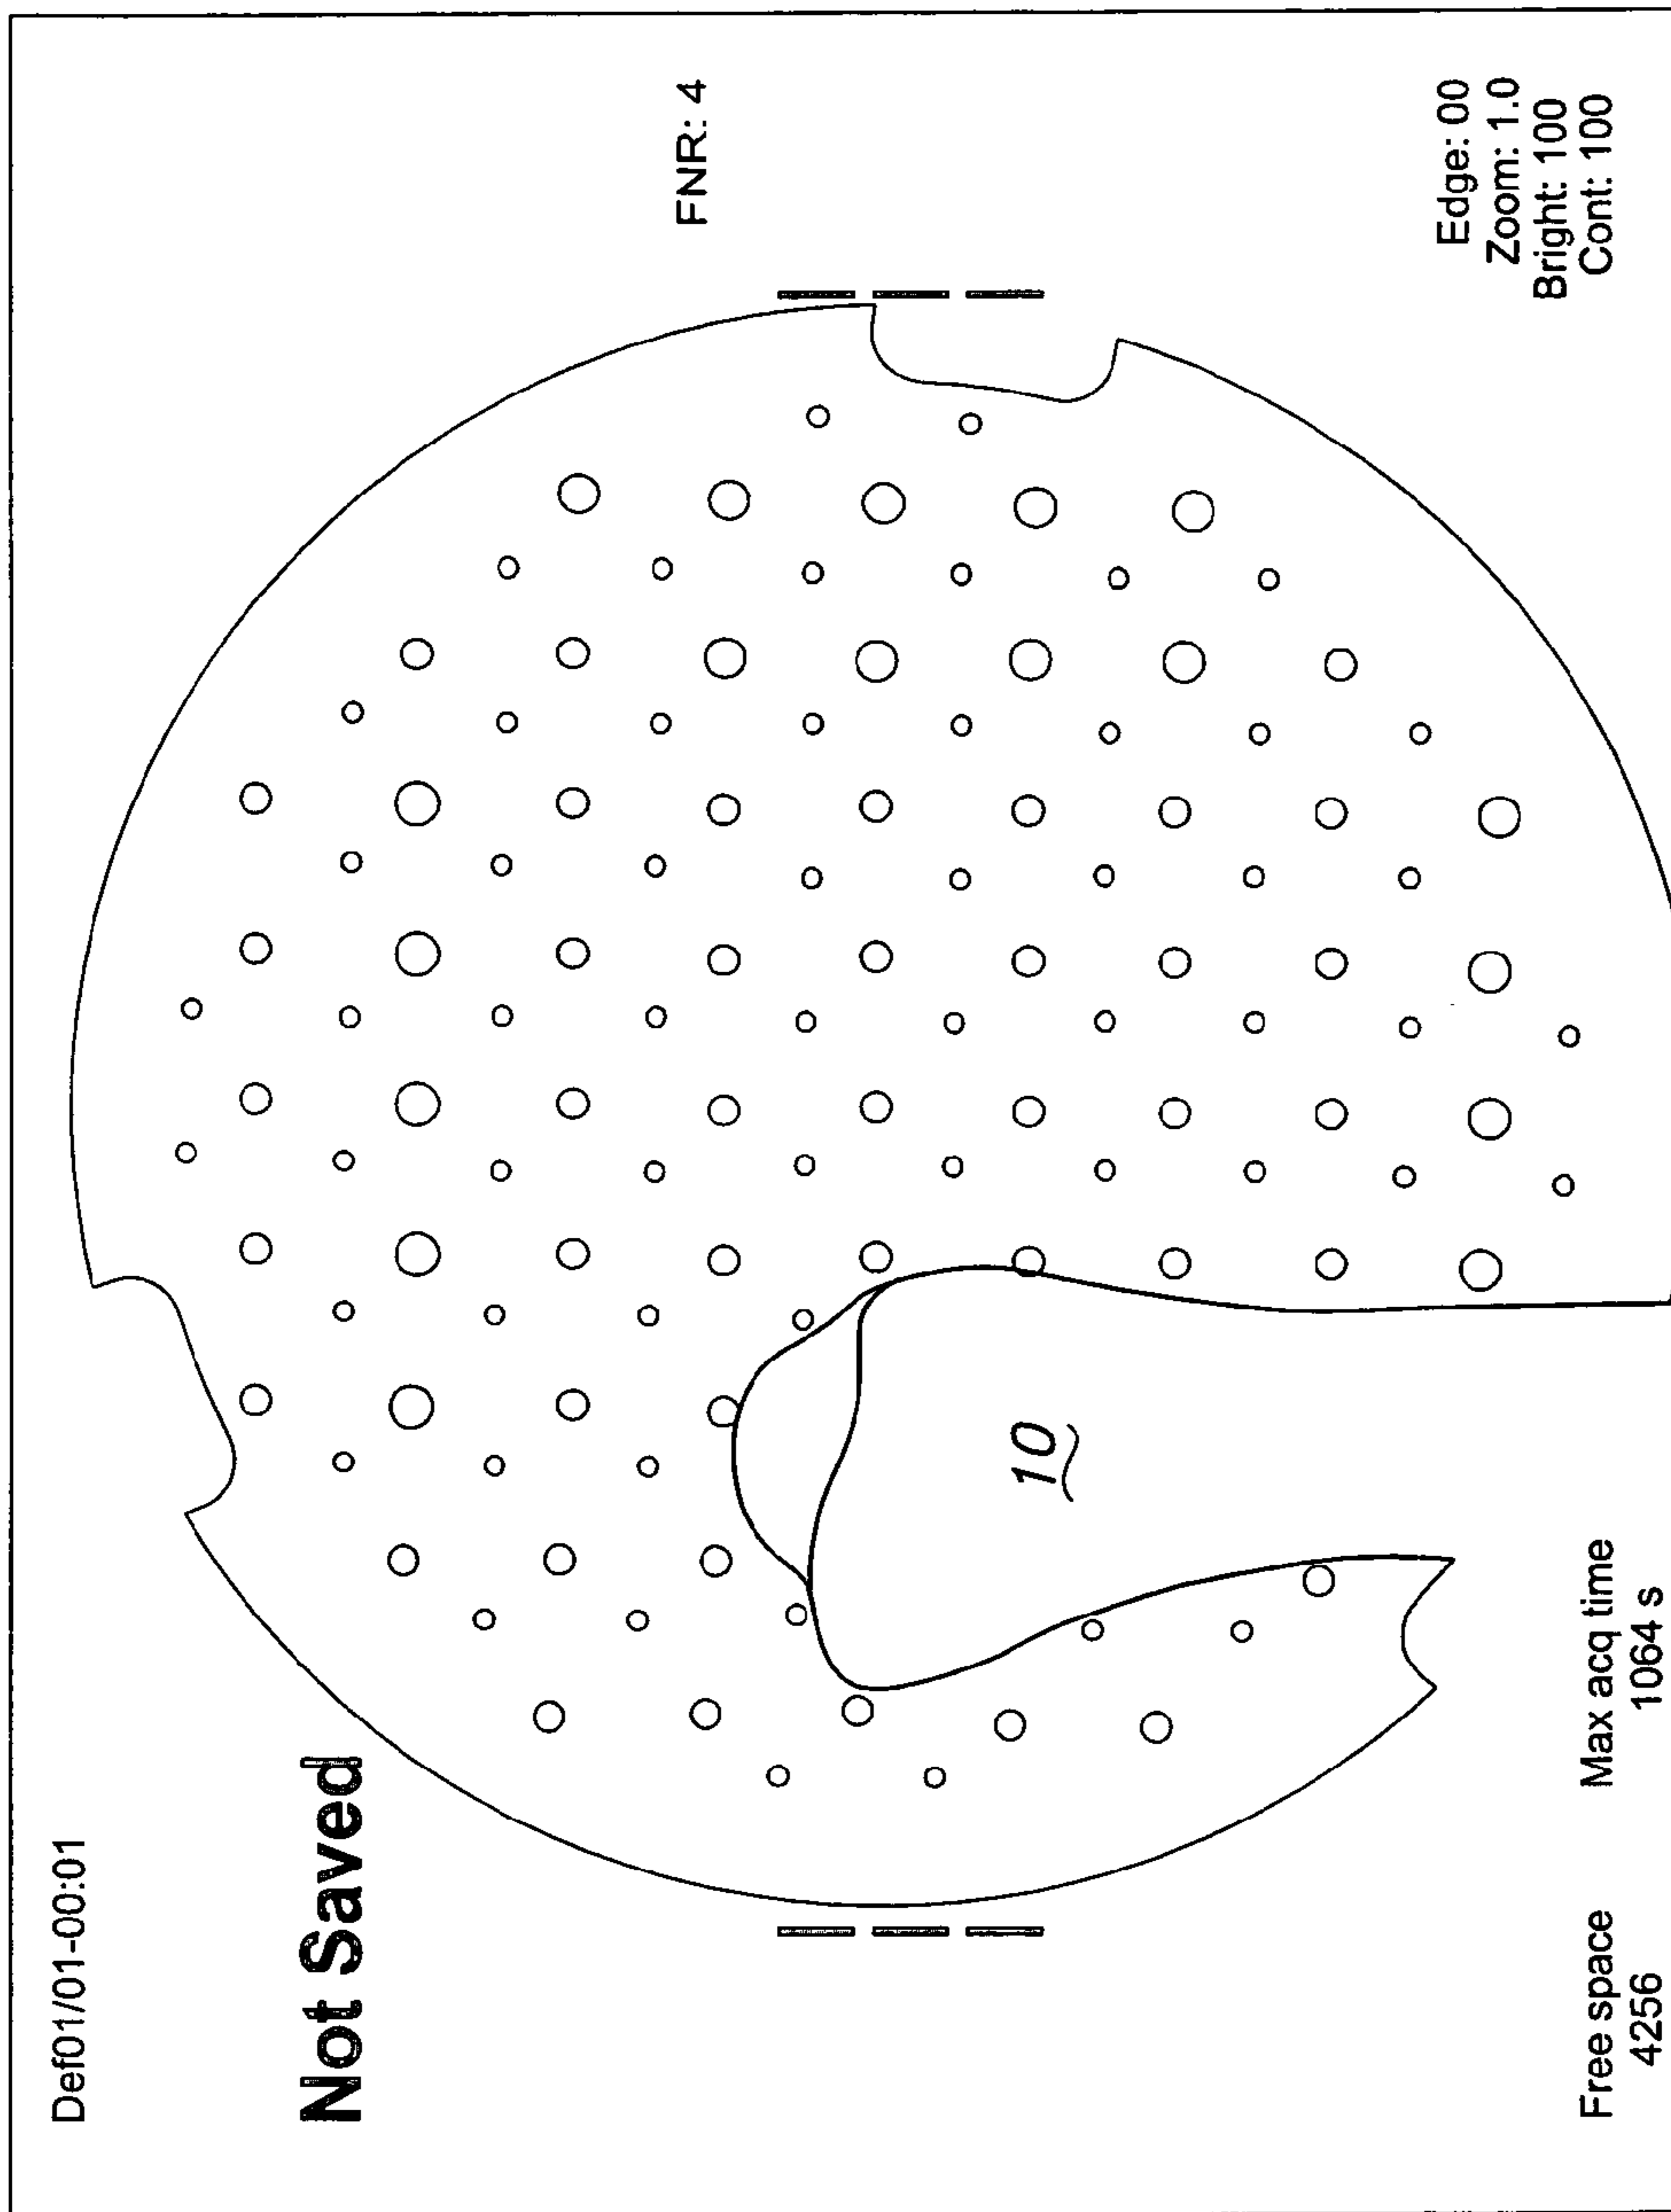 Def01/01-00:01
Not Saved
FNR: 4
10
Free space
4256
Max acq time
1064 s
Edge: 00
Zoom: 1.0
Bright: 100
Cont: 100